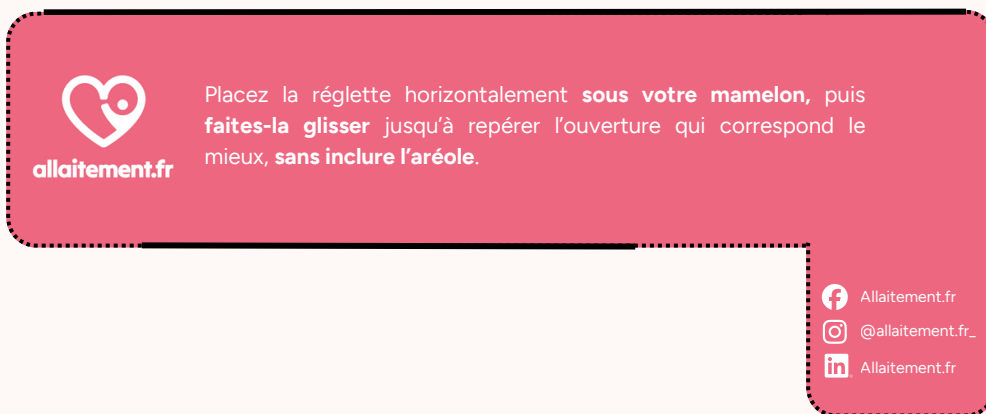 Placez la réglette horizontalement sous votre mamelon, puis
faites-la glisser jusqu’à repérer l’ouverture qui correspond le
mieux, sans inclure l’aréole.
allaitement.fr
Allaitement.fr
@allaitement.fr_
Allaitement.fr